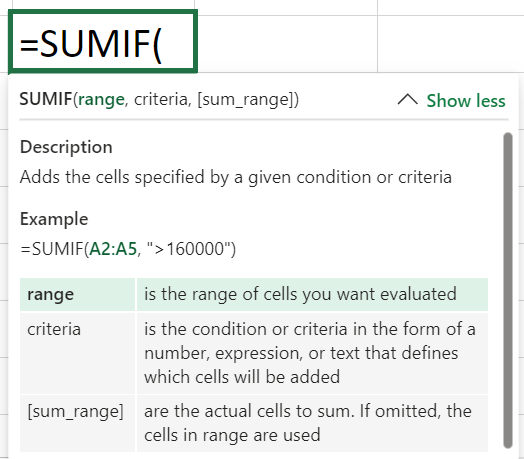 =SUMIF(
SUMIF(range, criteria, [sum_range]) Show less
Description
Adds the cells specified by a given condition or criteria
Example
=SUMIF(A2:A5, ">160000")
range is the range of cells you want evaluated
criteria is the condition or criteria in the form of a
number, expression, or text that defines
which cells will be added
[sum_range] are the actual cells to sum. If omitted, the
cells in range are used